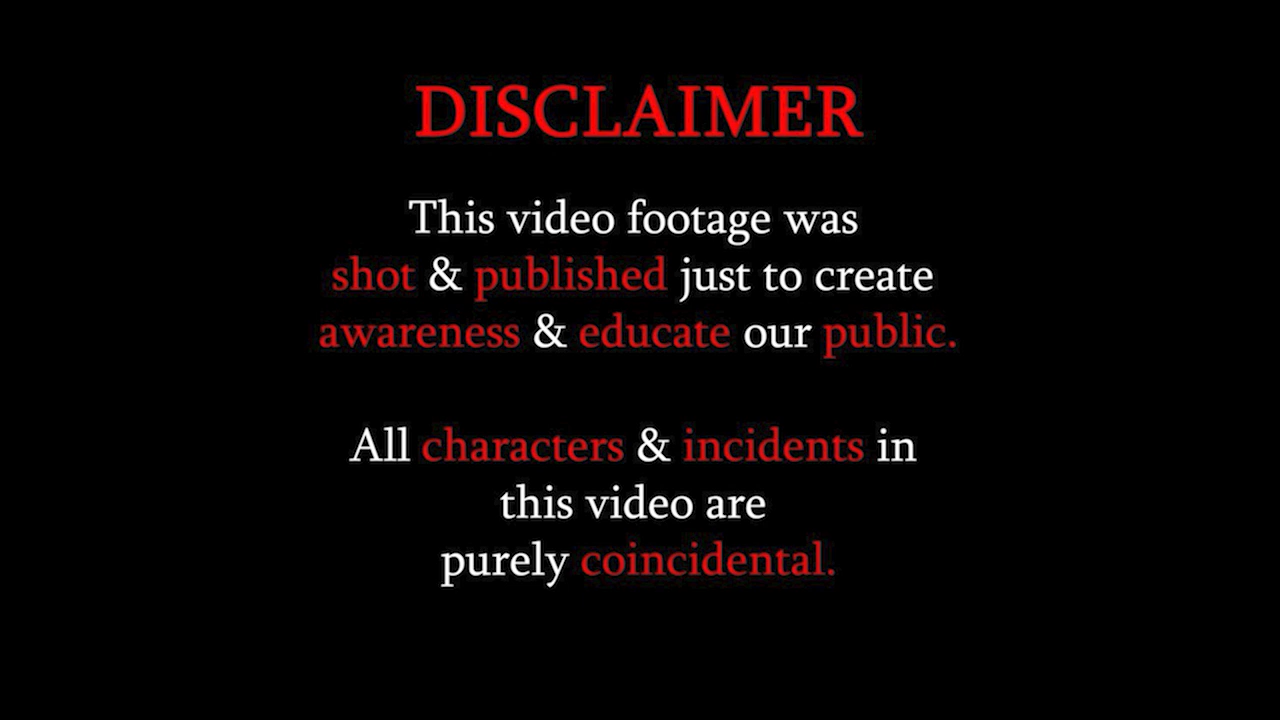 DISCLAIMER
This video footage was
shot & published just to create
awareness & educate our public.
All characters & incidents in
this video are
purely coincidental.